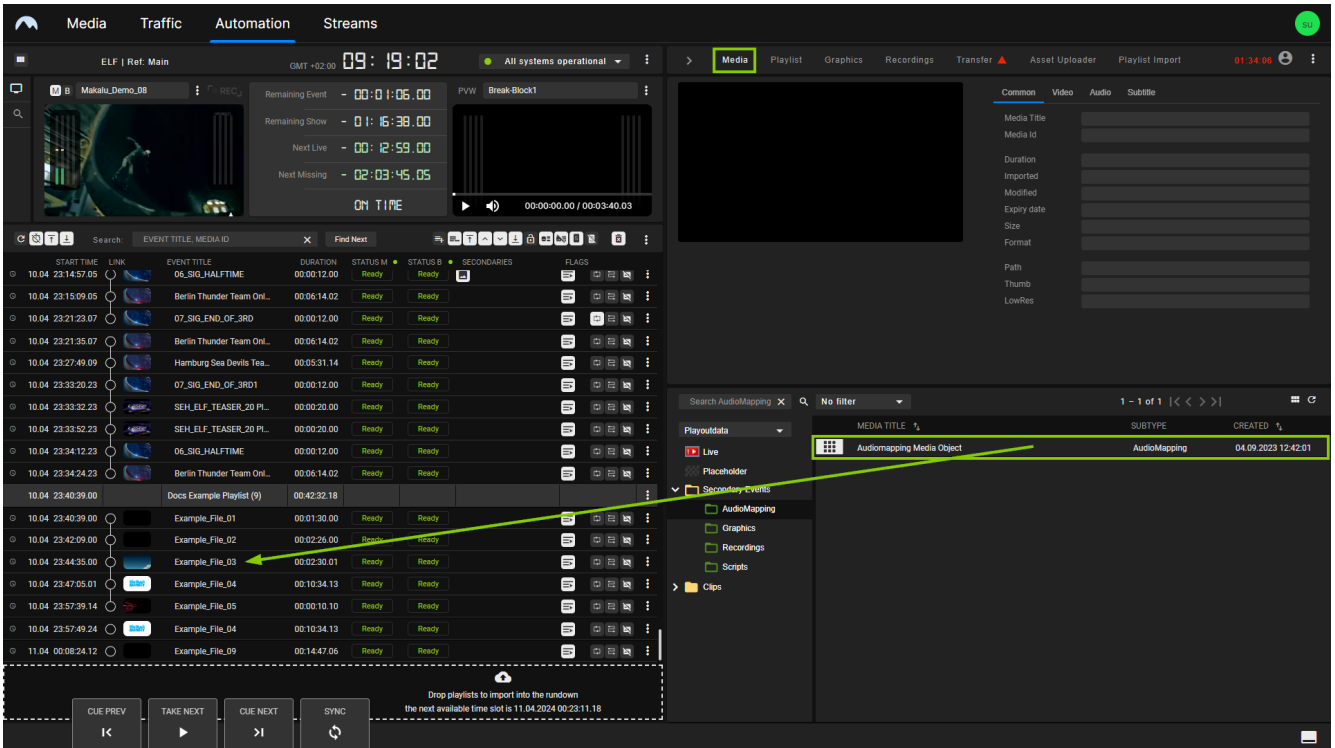 Media Traffic Automation Streams SU
ELF | Ref: Main GMT +02:00 09:19:02 All systems operational
M B Makalu_Demo_08 REC
Remaining Event - 00:01:06.00
Remaining Show - 01:16:38.00
Next Live - 00:12:59.00
Next Missing - 02:03:45.05
ON TIME
PVW Break-Block1
00:00:00.00 / 00:03:40.03
Search: EVENT TITLE, MEDIA ID Find Next
START TIME LINK EVENT TITLE DURATION STATUS M STATUS B SECONDARIES FLAGS
10.04 23:14:57.05 06_SIG_HALFTIME 00:00:12.00 Ready Ready
10.04 23:15:09.05 Berlin Thunder Team Onl... 00:06:14.02 Ready Ready
10.04 23:21:23.07 07_SIG_END_OF_3RD 00:00:12.00 Ready Ready
10.04 23:21:35.07 Berlin Thunder Team Onl... 00:06:14.02 Ready Ready
10.04 23:27:49.09 Hamburg Sea Devils Tea... 00:05:31.14 Ready Ready
10.04 23:33:20.23 07_SIG_END_OF_3RD1 00:00:12.00 Ready Ready
10.04 23:33:32.23 SEH_ELF_TEASER_20 Pl... 00:00:20.00 Ready Ready
10.04 23:33:52.23 SEH_ELF_TEASER_20 Pl... 00:00:20.00 Ready Ready
10.04 23:34:12.23 06_SIG_HALFTIME 00:00:12.00 Ready Ready
10.04 23:34:24.23 Berlin Thunder Team Onl... 00:06:14.02 Ready Ready
10.04 23:40:39.00 Docs Example Playlist (9) 00:42:32.18
10.04 23:40:39.00 Example_File_01 00:01:30.00 Ready Ready
10.04 23:42:09.00 Example_File_02 00:02:26.00 Ready Ready
10.04 23:44:35.00 Example_File_03 00:02:30.01 Ready Ready
10.04 23:47:05.01 Example_File_04 00:10:34.13 Ready Ready
10.04 23:57:39.14 Example_File_05 00:00:10.10 Ready Ready
10.04 23:57:49.24 Example_File_04 00:10:34.13 Ready Ready
11.04 00:08:24.12 Example_File_09 00:14:47.06 Ready Ready
Drop playlists to import into the rundown
the next available time slot is 11.04.2024 00:23:11.18
CUE PREV TAKE NEXT CUE NEXT SYNC
Media Playlist Graphics Recordings Transfer Asset Uploader Playlist Import 01:34:06
Common Video Audio Subtitle
Media Title
Media Id
Duration
Imported
Modified
Expiry date
Size
Format
Path
Thumb
LowRes
Search AudioMapping No filter 1 – 1 of 1
Playoutdata
Live
Placeholder
Secondary Events
AudioMapping
Graphics
Recordings
Scripts
Clips
MEDIA TITLE SUBTYPE CREATED
Audiomapping Media Object AudioMapping 04.09.2023 12:42:01